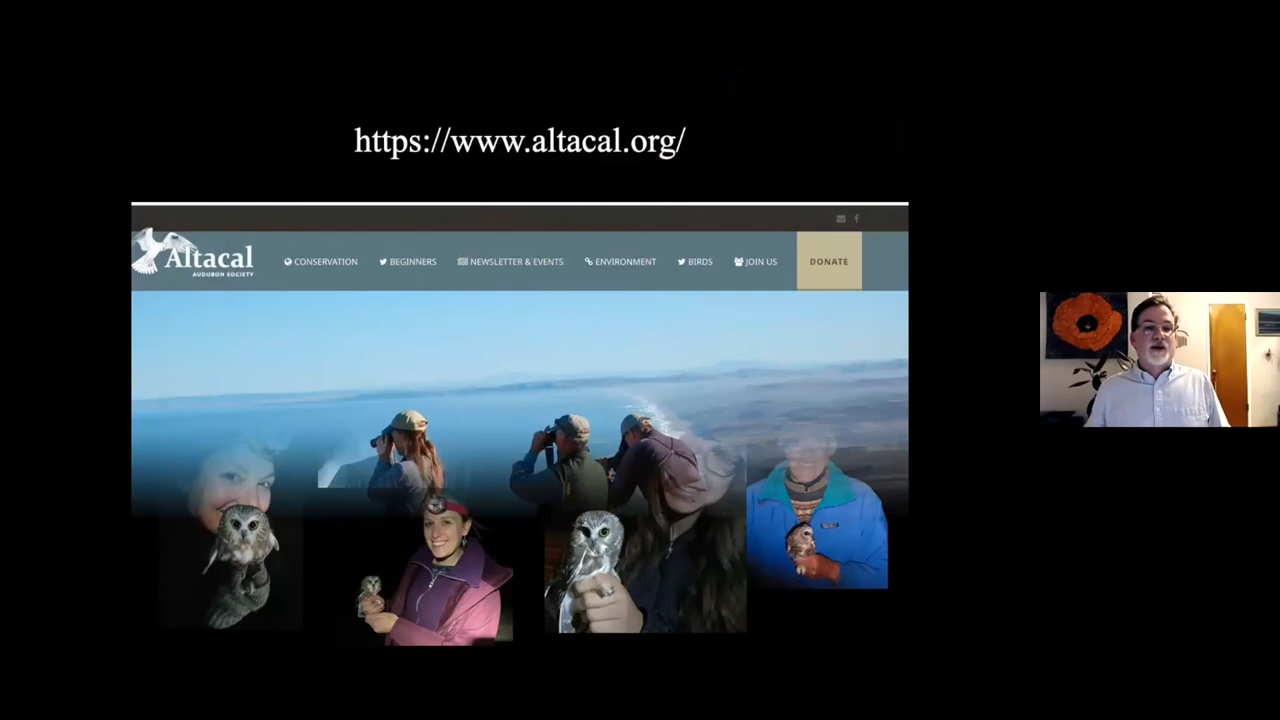 https://www.altacal.org/
Altacal
AUDUBON SOCIETY
CONSERVATION BEGINNERS NEWSLETTER & EVENTS ENVIRONMENT BIRDS JOIN US DONATE